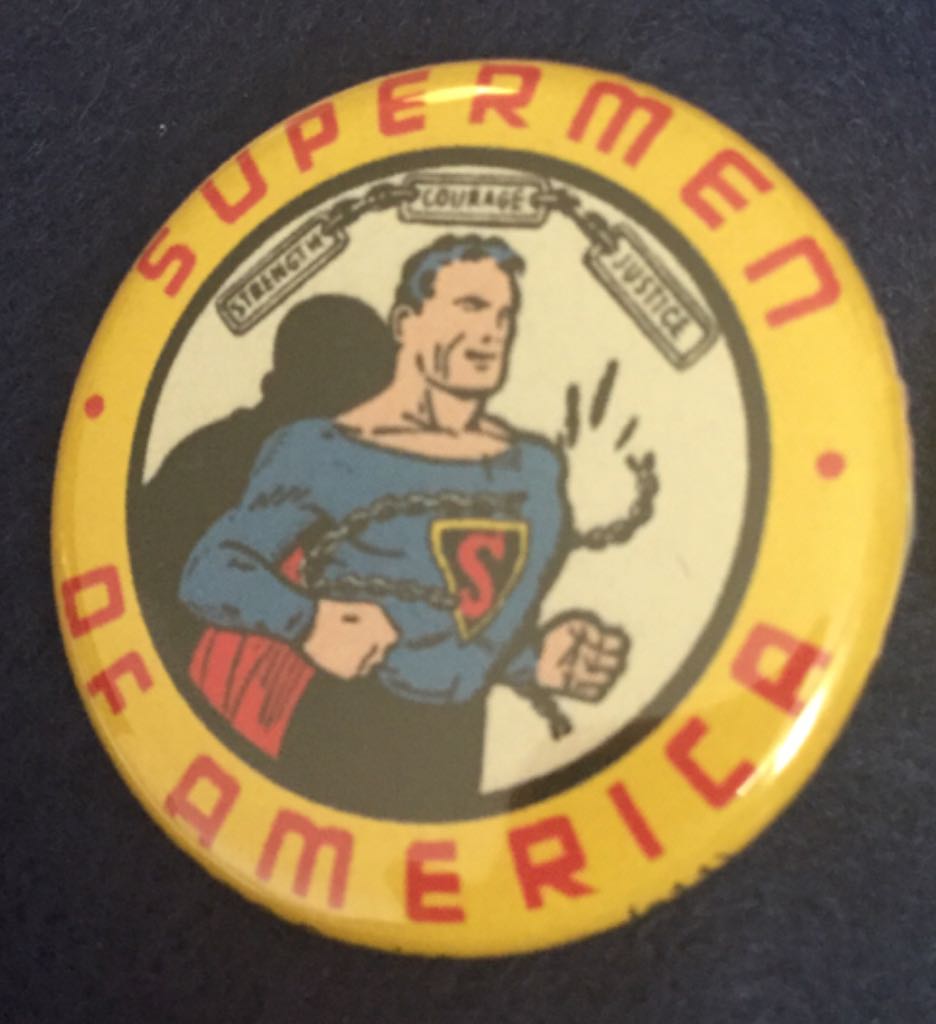 SUPERMEN
OF AMERICA
STRENGTH
COURAGE
JUSTICE
S